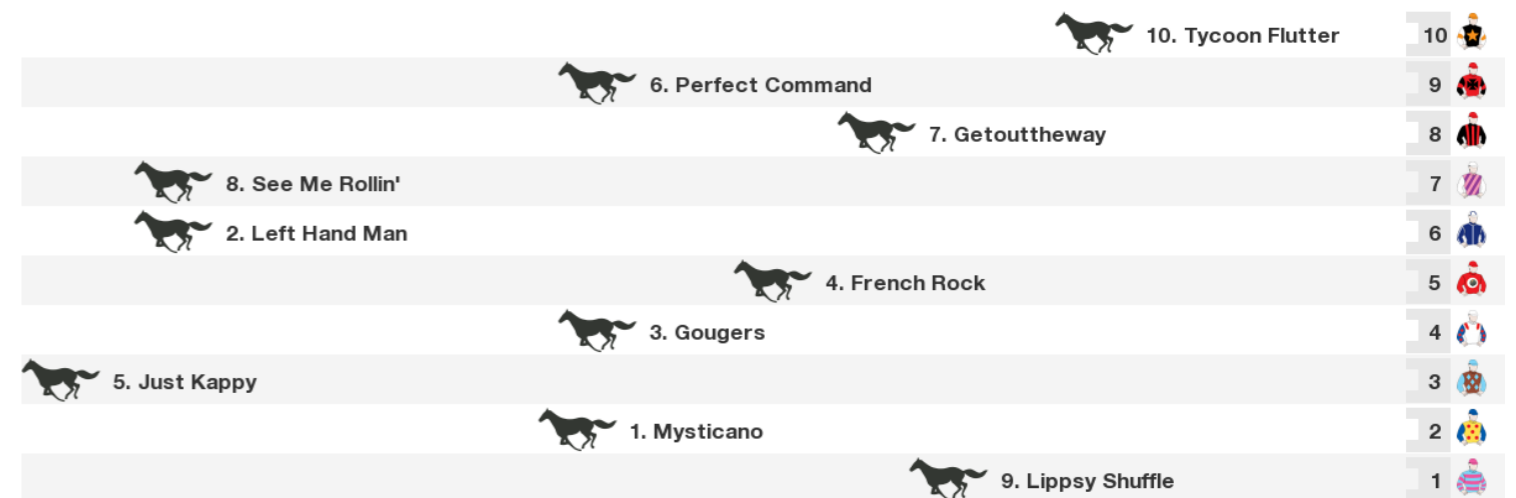 10. Tycoon Flutter 10
6. Perfect Command 9
7. Getouttheway 8
8. See Me Rollin' 7
2. Left Hand Man 6
4. French Rock 5
3. Gougers 4
5. Just Kappy 3
1. Mysticano 2
9. Lippsy Shuffle 1